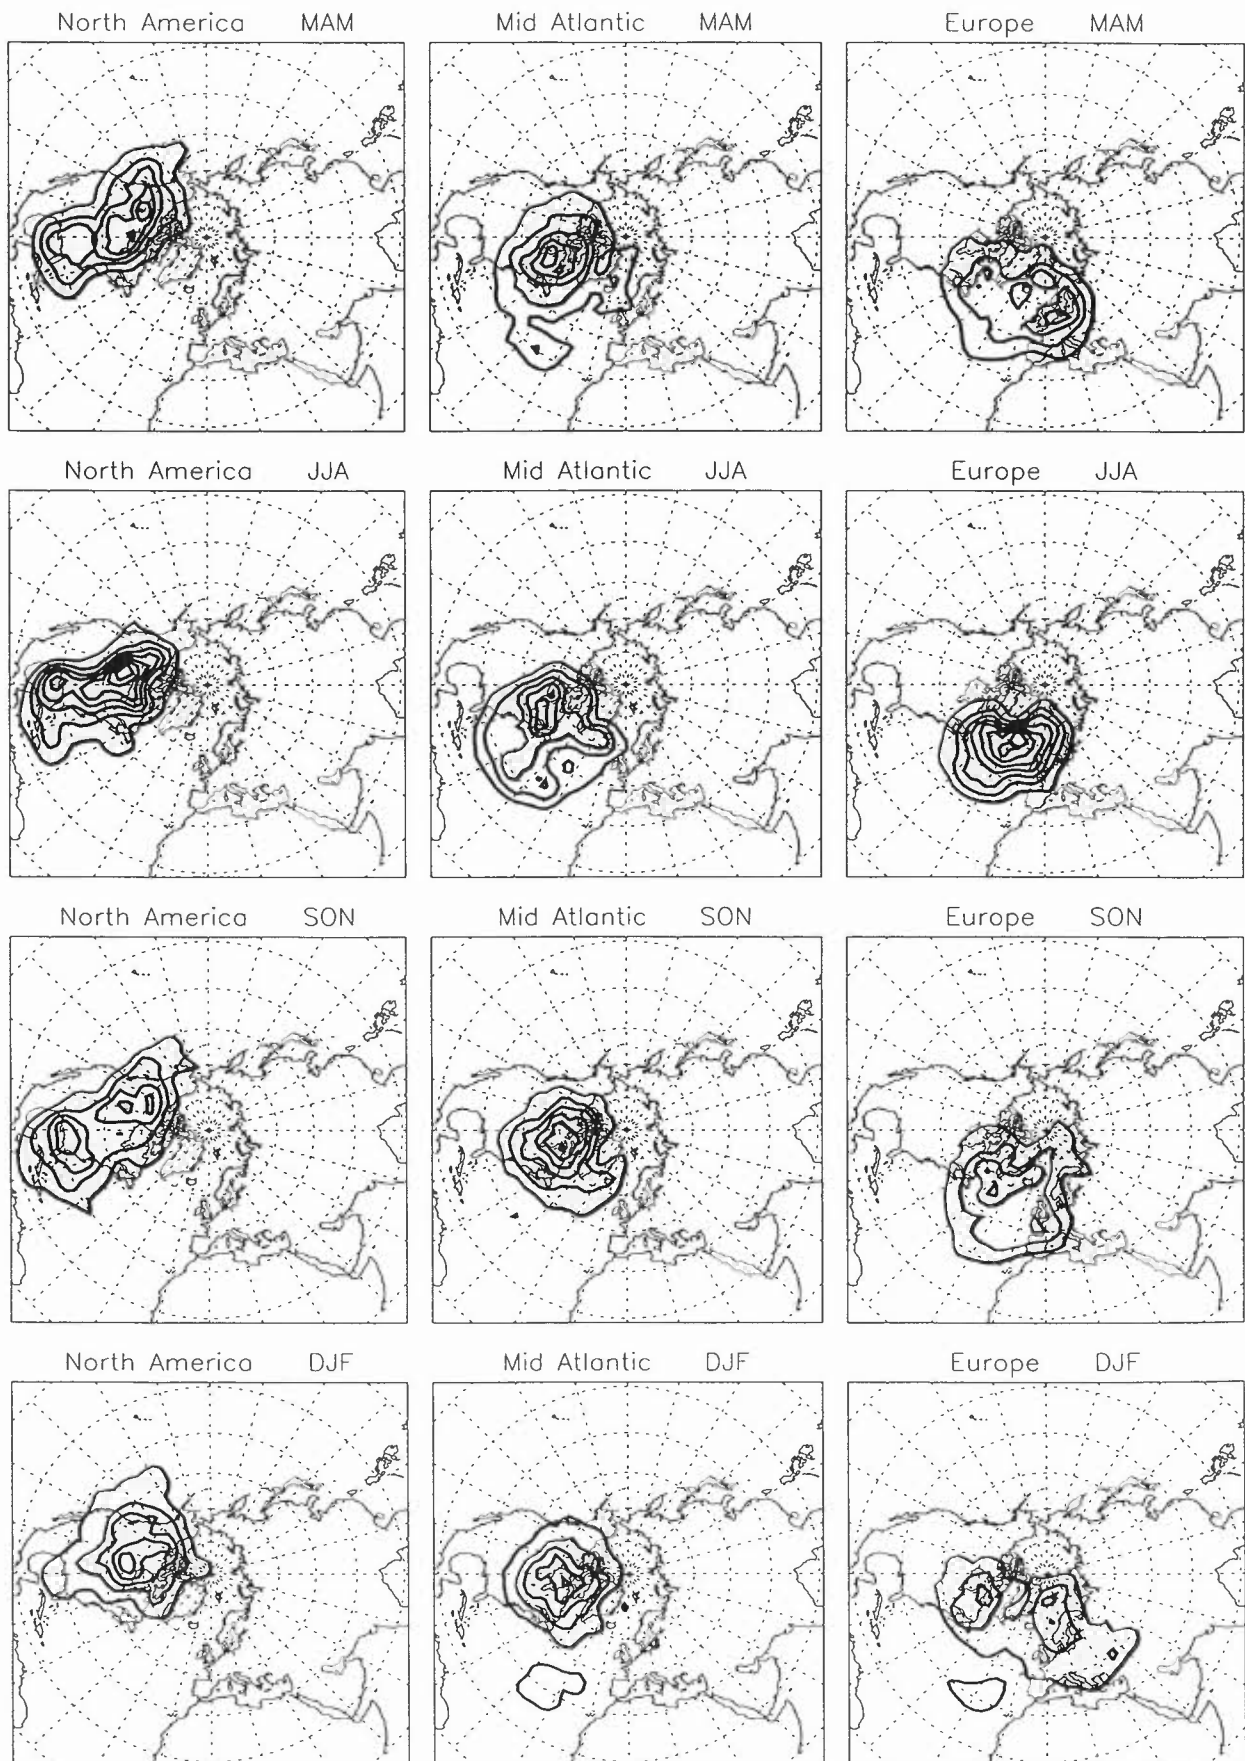 North America MAM
Mid Atlantic MAM
Europe MAM
North America JJA
Mid Atlantic JJA
Europe JJA
North America SON
Mid Atlantic SON
Europe SON
North America DJF
Mid Atlantic DJF
Europe DJF